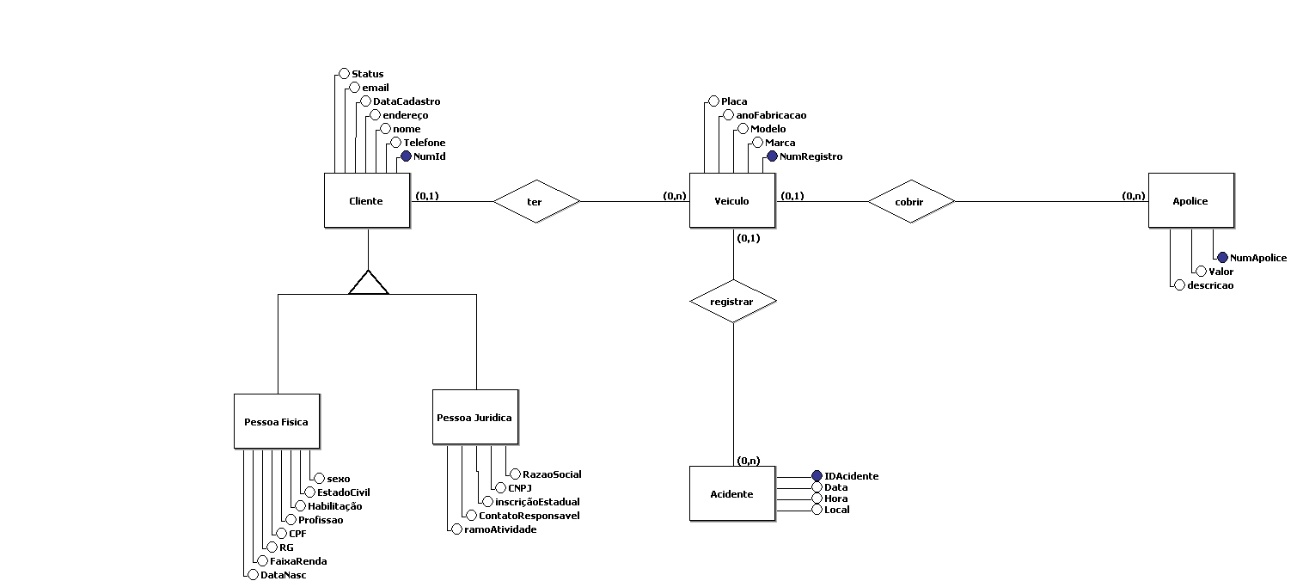 Status
email
DataCadastro
endereço
nome
Telefone
NumId
Placa
anoFabricacao
Modelo
Marca
NumRegistro
Cliente
(0,1)
ter
(0,n)
Veiculo
(0,1)
cobrir
(0,n)
Apolice
(0,1)
NumApolice
Valor
descricao
registrar
Pessoa Fisica
Pessoa Juridica
(0,n)
Acidente
IDAcidente
Data
Hora
Local
sexo
EstadoCivil
Habilitação
Profissao
CPF
RG
FaixaRenda
DataNasc
RazaoSocial
CNPJ
inscriçãoEstadual
ContatoResponsavel
ramoAtividade